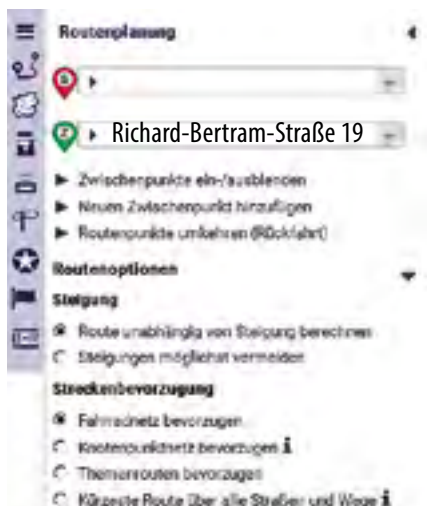 Routenplanung
S
Z Richard-Bertram-Straße 19
Zwischenpunkte ein-/ausblenden
Neuen Zwischenpunkt hinzufügen
Routenpunkte umkehren (Rückfahrt)
Routenoptionen
Steigung
Route unabhängig von Steigung berechnen
Steigungen möglichst vermeiden
Streckenbevorzugung
Fahrradnetz bevorzugen
Knotenpunktnetz bevorzugen i
Themenrouten bevorzugen
Kürzeste Route über alle Straßen und Wege i